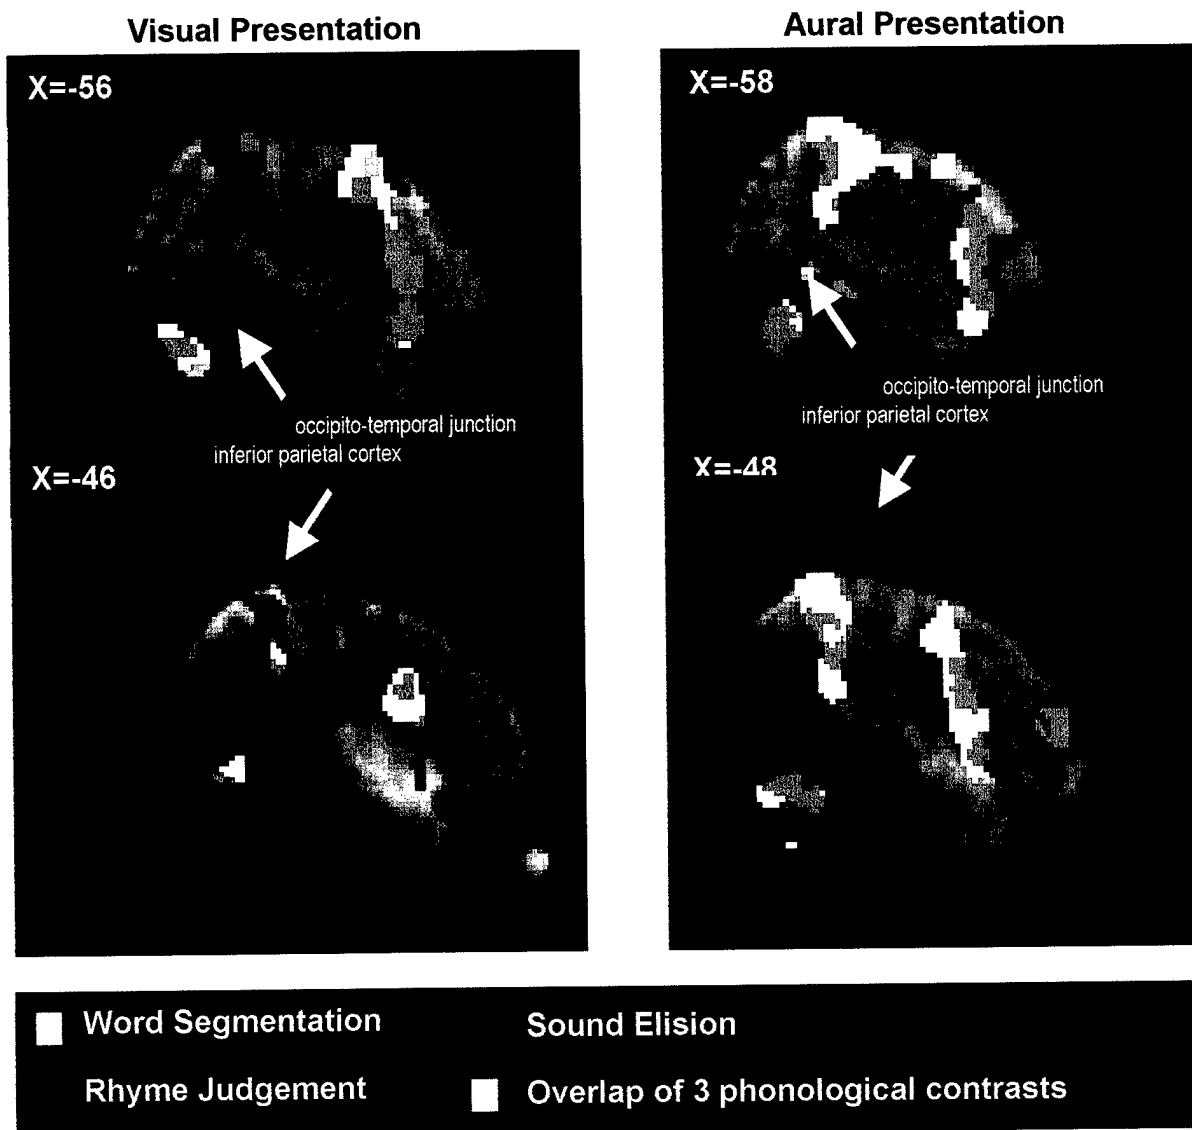 Visual Presentation
Aural Presentation
X=-56
X=-58
occipito-temporal junction
inferior parietal cortex
occipito-temporal junction
inferior parietal cortex
X=-46
X=-48
Word Segmentation
Sound Elision
Rhyme Judgement
Overlap of 3 phonological contrasts